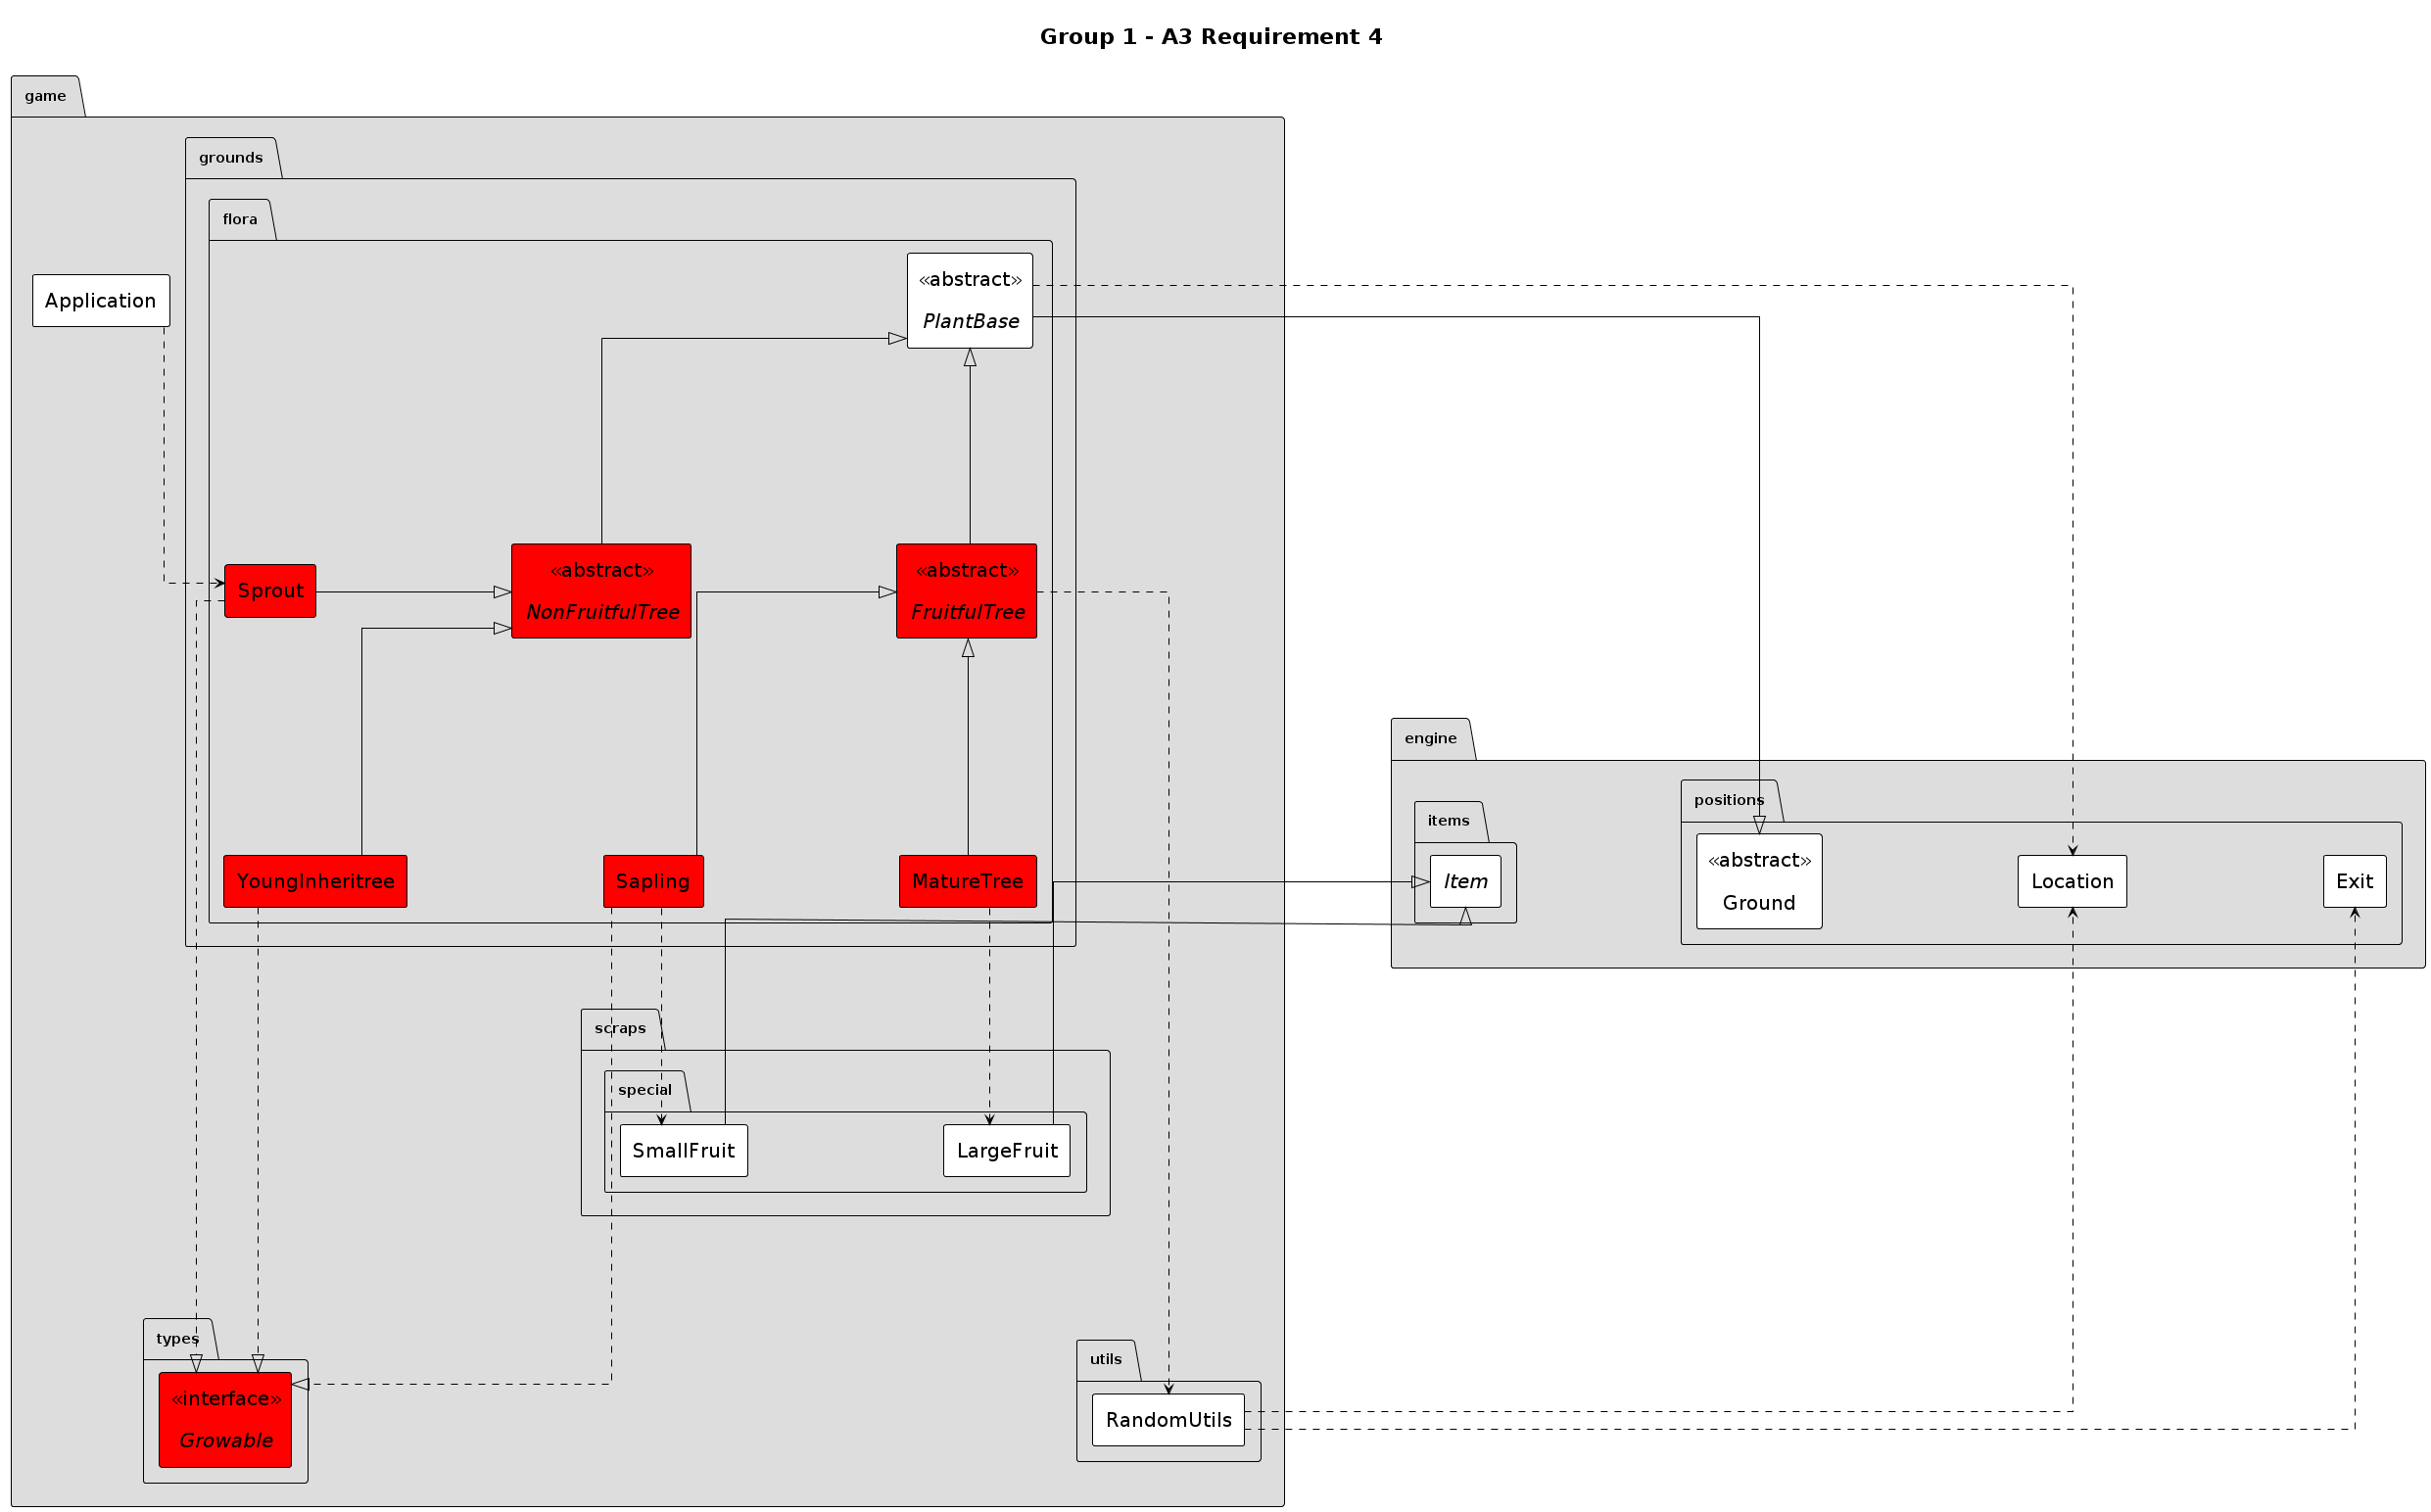 Group 1 - A3 Requirement 4
game
grounds
flora
«abstract»
PlantBase
Application
Sprout
«abstract»
NonFruitfulTree
«abstract»
FruitfulTree
YoungInheritree
Sapling
MatureTree
engine
items
Item
positions
«abstract»
Ground
Location
Exit
scraps
special
SmallFruit
LargeFruit
types
«interface»
Growable
utils
RandomUtils